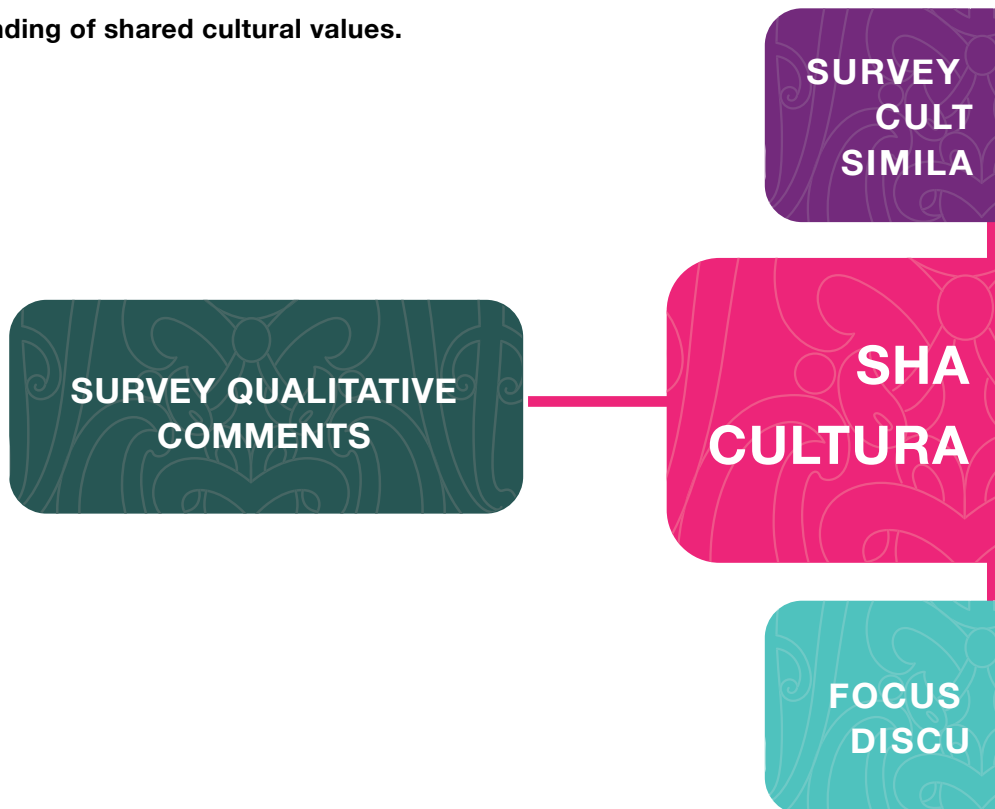 nding of shared cultural values.
SURVEY
CULT
SIMILA
SURVEY QUALITATIVE
COMMENTS
SHA
CULTURA
FOCUS
DISCU